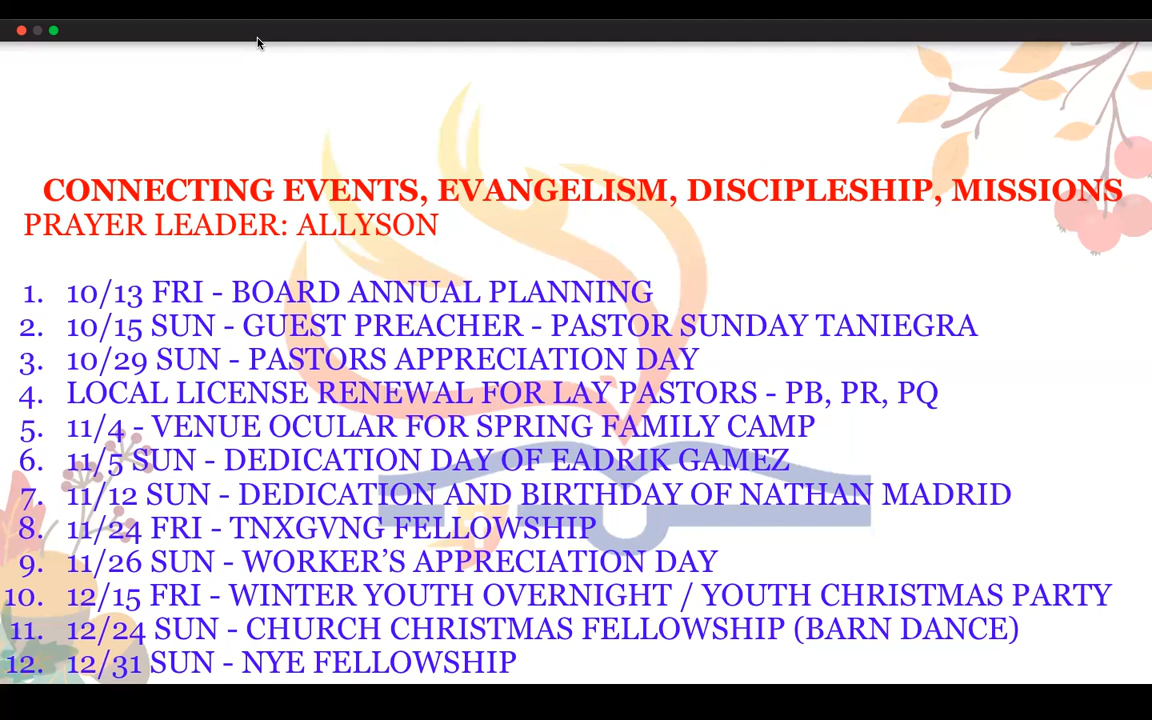 CONNECTING EVENTS, EVANGELISM, DISCIPLESHIP, MISSIONS
PRAYER LEADER: ALLYSON
1. 10/13 FRI - BOARD ANNUAL PLANNING
2. 10/15 SUN - GUEST PREACHER - PASTOR SUNDAY TANIEGRA
3. 10/29 SUN - PASTORS APPRECIATION DAY
4. LOCAL LICENSE RENEWAL FOR LAY PASTORS - PB, PR, PQ
5. 11/4 - VENUE OCULAR FOR SPRING FAMILY CAMP
6. 11/5 SUN - DEDICATION DAY OF EADRIK GAMEZ
7. 11/12 SUN - DEDICATION AND BIRTHDAY OF NATHAN MADRID
8. 11/24 FRI - TNXGVNG FELLOWSHIP
9. 11/26 SUN - WORKER’S APPRECIATION DAY
10. 12/15 FRI - WINTER YOUTH OVERNIGHT / YOUTH CHRISTMAS PARTY
11. 12/24 SUN - CHURCH CHRISTMAS FELLOWSHIP (BARN DANCE)
12. 12/31 SUN - NYE FELLOWSHIP